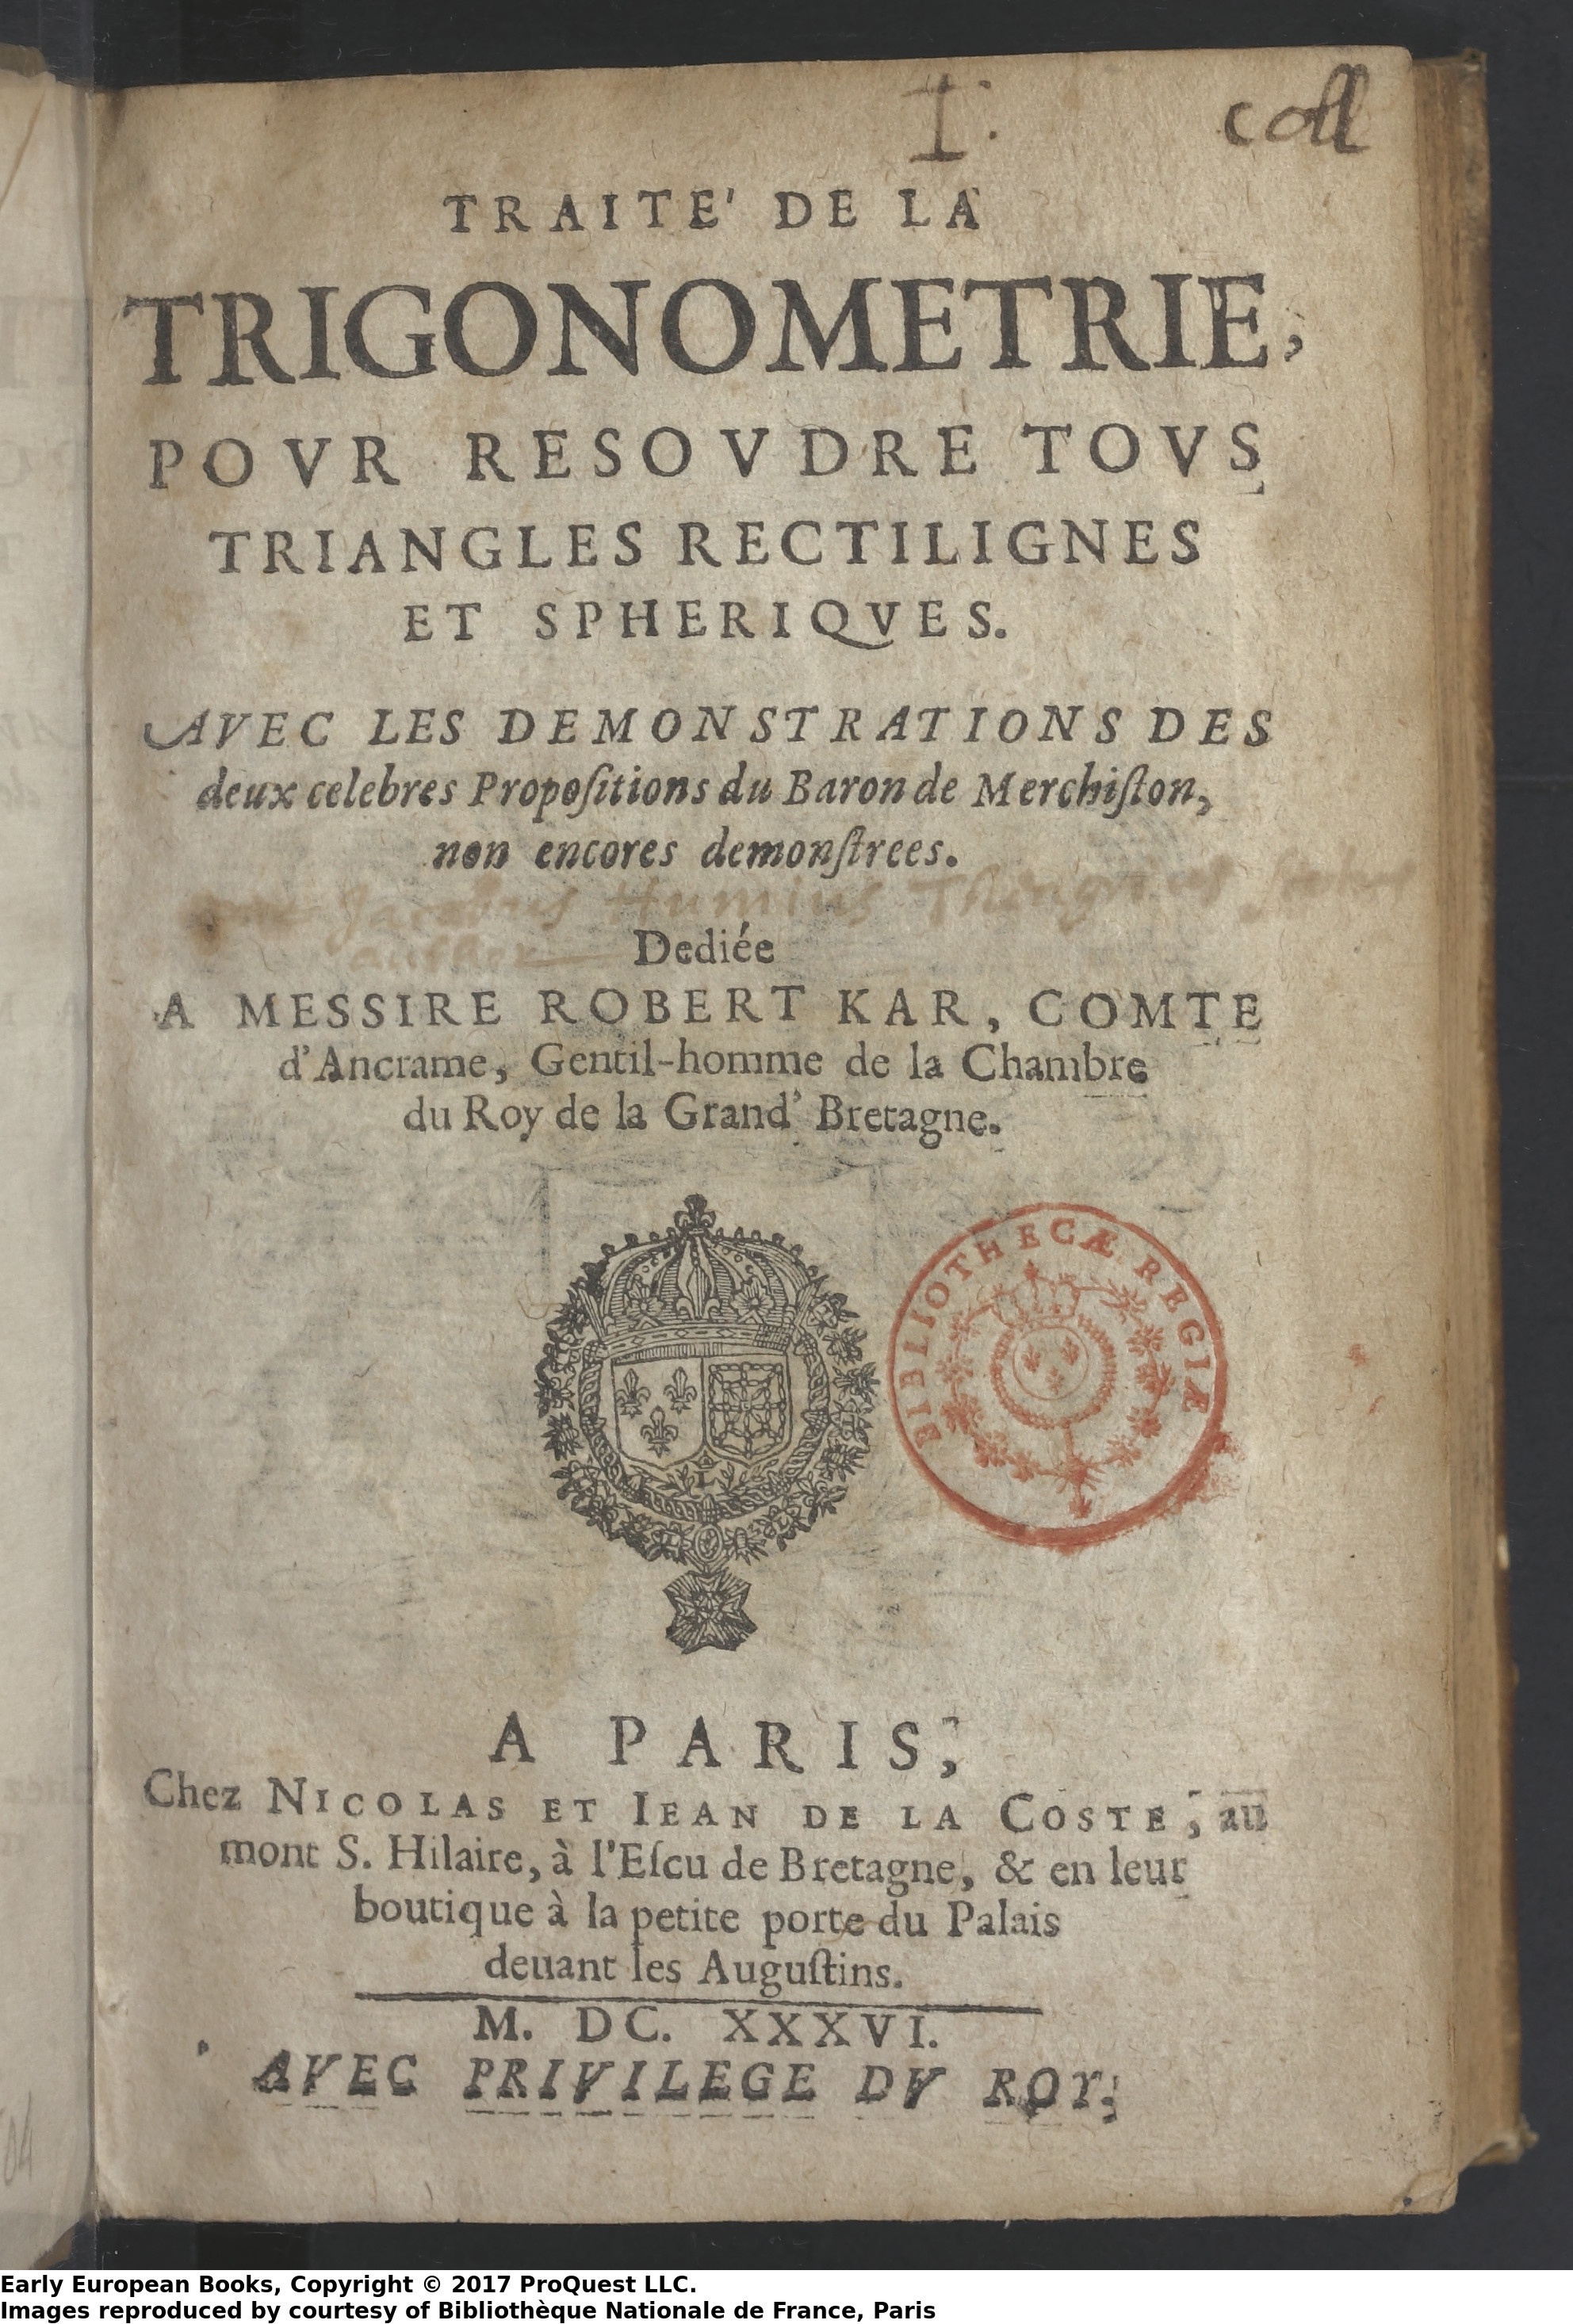 I. coll
TRAITE' DE LA
TRIGONOMETRIE,
POVR RESOVDRE TOVS
TRIANGLES RECTILIGNES
ET SPHERIQVES.
AVEC LES DEMONSTRATIONS DES
deux celebres Propoſitions du Baron de Merchiſton,
non encores demonſtrees.
Jacobus Humius
Dediée
A MESSIRE ROBERT KAR, COMTE
d'Ancrame, Gentil-homme de la Chambre
du Roy de la Grand' Bretagne.
BIBLIOTHECÆ REGIÆ
A PARIS,
Chez NICOLAS ET IEAN DE LA COSTE, au
mont S. Hilaire, à l'Eſcu de Bretagne, & en leur
boutique à la petite porte du Palais
deuant les Auguſtins.
M. DC. XXXVI.
AVEC PRIVILEGE DV ROY.
04
Early European Books, Copyright © 2017 ProQuest LLC.
Images reproduced by courtesy of Bibliothèque Nationale de France, Paris